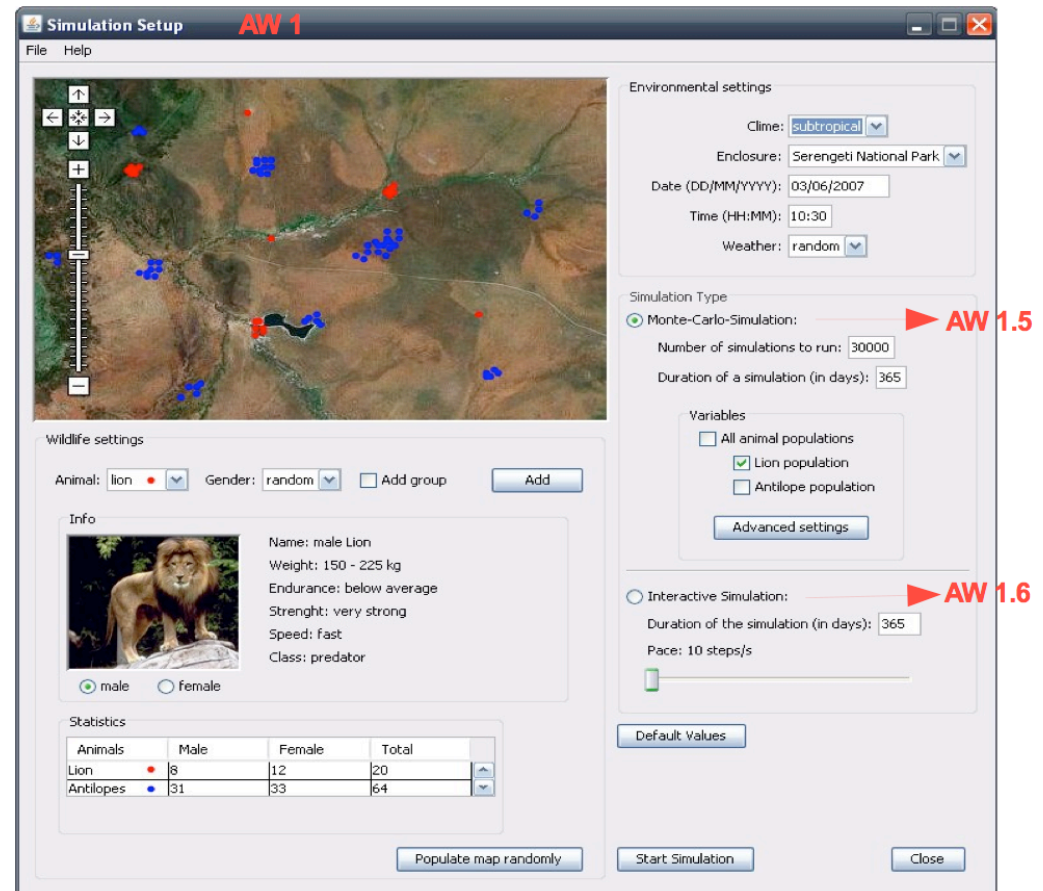 Simulation Setup AW 1
File Help
Environmental settings
Clime: subtropical
Enclosure: Serengeti National Park
Date (DD/MM/YYYY): 03/06/2007
Time (HH:MM): 10:30
Weather: random
Simulation Type
Monte-Carlo-Simulation: AW 1.5
Number of simulations to run: 30000
Duration of a simulation (in days): 365
Variables
All animal populations
Lion population
Antilope population
Advanced settings
Interactive Simulation: AW 1.6
Duration of the simulation (in days): 365
Pace: 10 steps/s
Default Values
Wildlife settings
Animal: lion Gender: random Add group Add
Info
Name: male Lion
Weight: 150 - 225 kg
Endurance: below average
Strenght: very strong
Speed: fast
Class: predator
male female
Statistics
Animals Male Female Total
Lion 8 12 20
Antilopes 31 33 64
Populate map randomly
Start Simulation Close